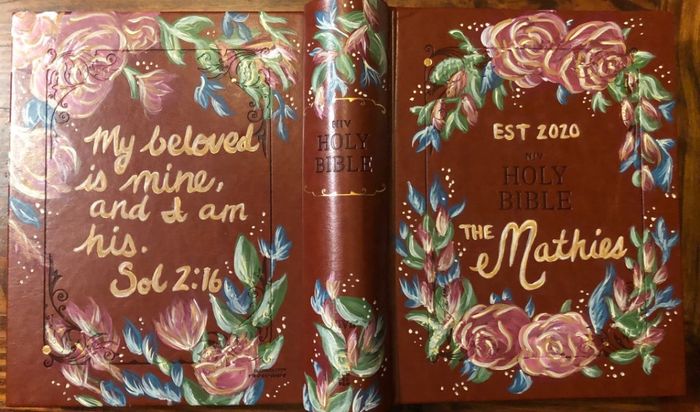 My beloved
is mine,
and I am
his.
Sol 2:16
NIV
HOLY
BIBLE
EST 2020
NIV
HOLY
BIBLE
THE
Mathies